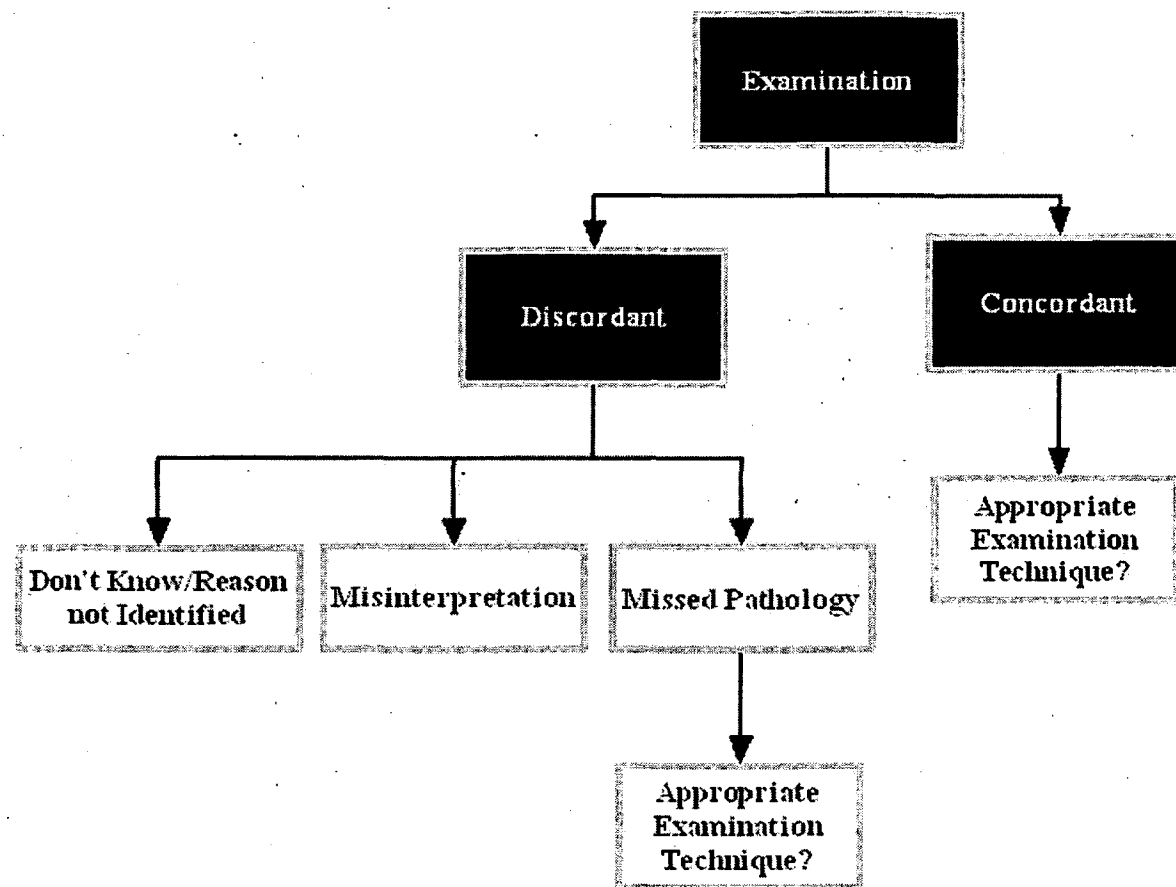 Examination
Discordant
Concordant
Don't Know/Reason
not Identified
Misinterpretation
Missed Pathology
Appropriate
Examination
Technique?
Appropriate
Examination
Technique?